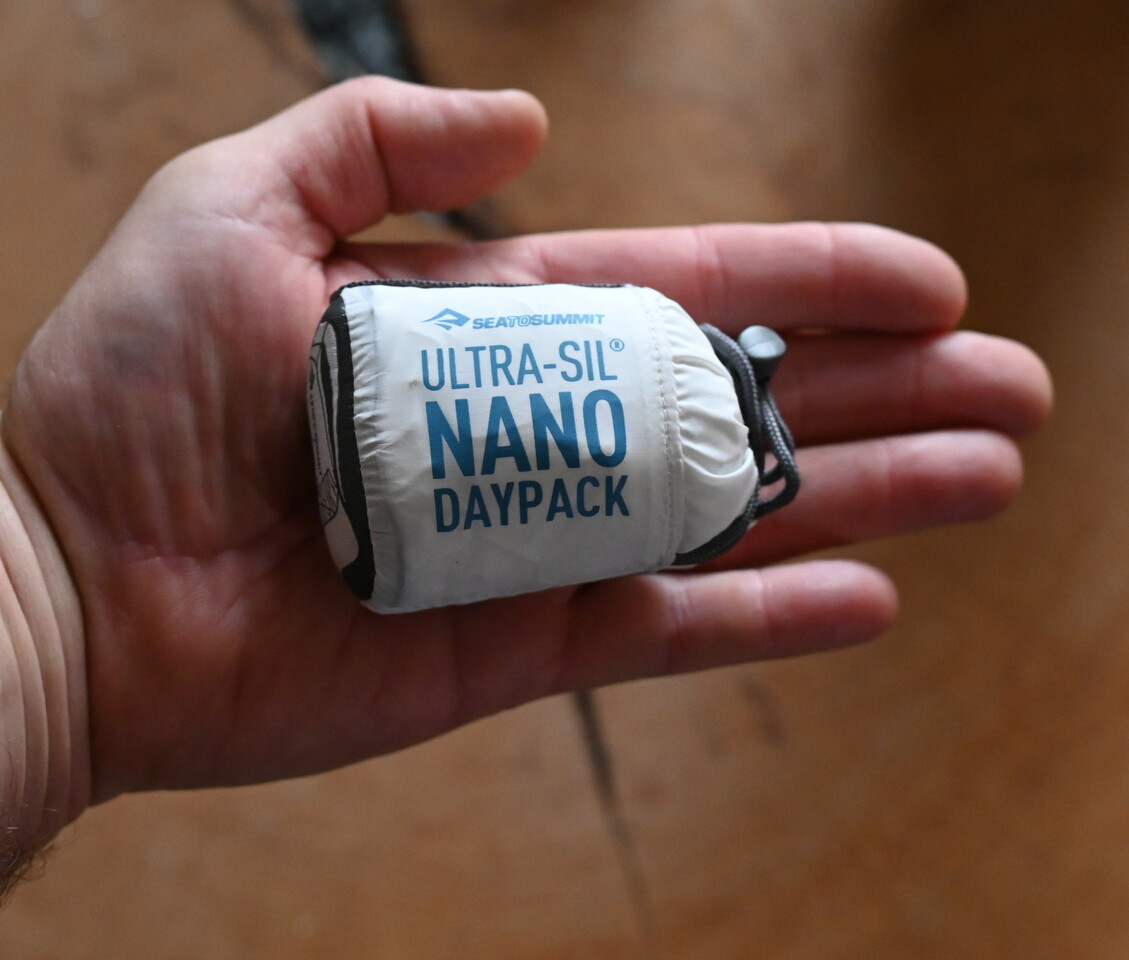 SEATOSUMMIT
ULTRA-SIL®
NANO
DAYPACK